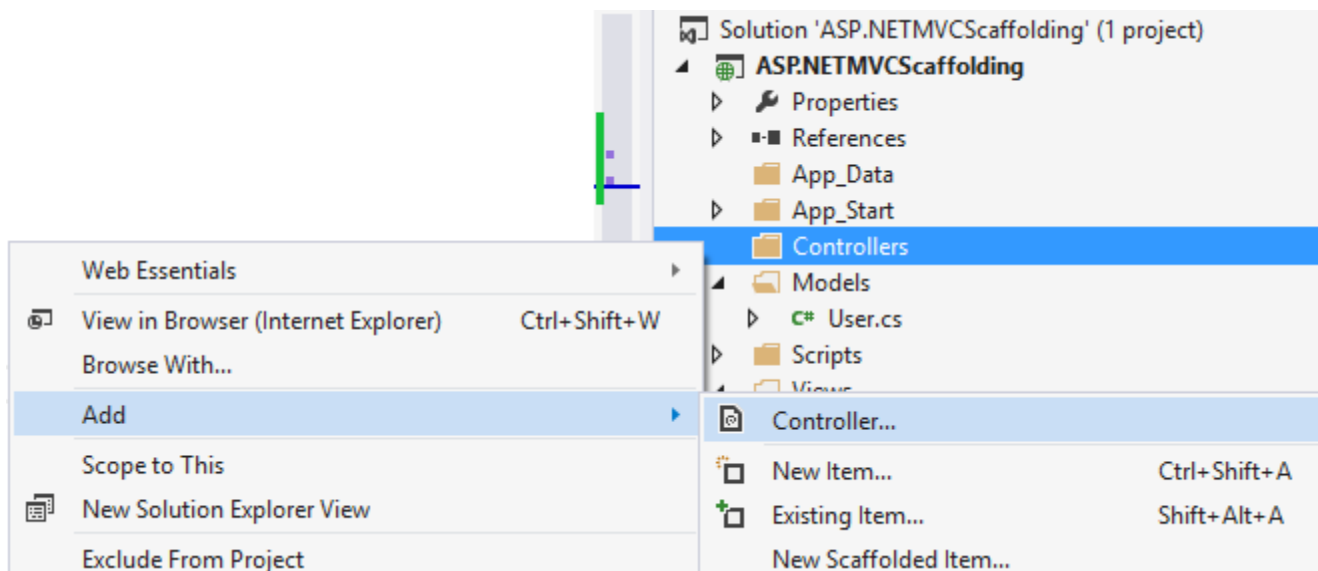 Solution 'ASP.NETMVCScaffolding' (1 project)
ASP.NETMVCScaffolding
Properties
References
App_Data
App_Start
Controllers
Models
C# User.cs
Scripts
Views
Web Essentials
View in Browser (Internet Explorer) Ctrl+Shift+W
Browse With...
Add
Scope to This
New Solution Explorer View
Exclude From Project
Controller...
New Item... Ctrl+Shift+A
Existing Item... Shift+Alt+A
New Scaffolded Item...